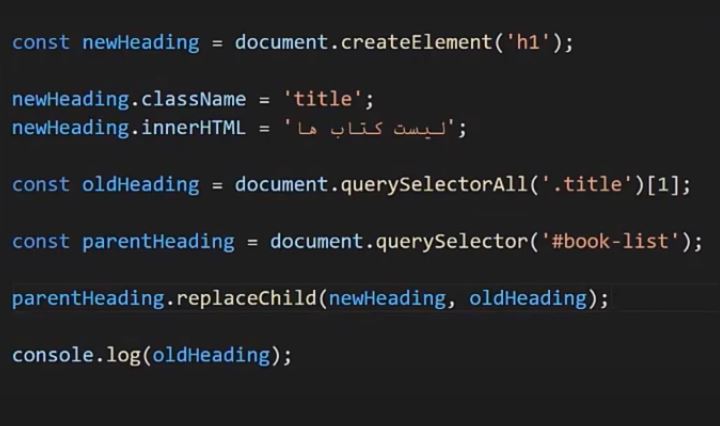 const newHeading = document.createElement('h1');
newHeading.className = 'title';
newHeading.innerHTML = 'لیست کتاب ها';
const oldHeading = document.querySelectorAll('.title')[1];
const parentHeading = document.querySelector('#book-list');
parentHeading.replaceChild(newHeading, oldHeading);
console.log(oldHeading);